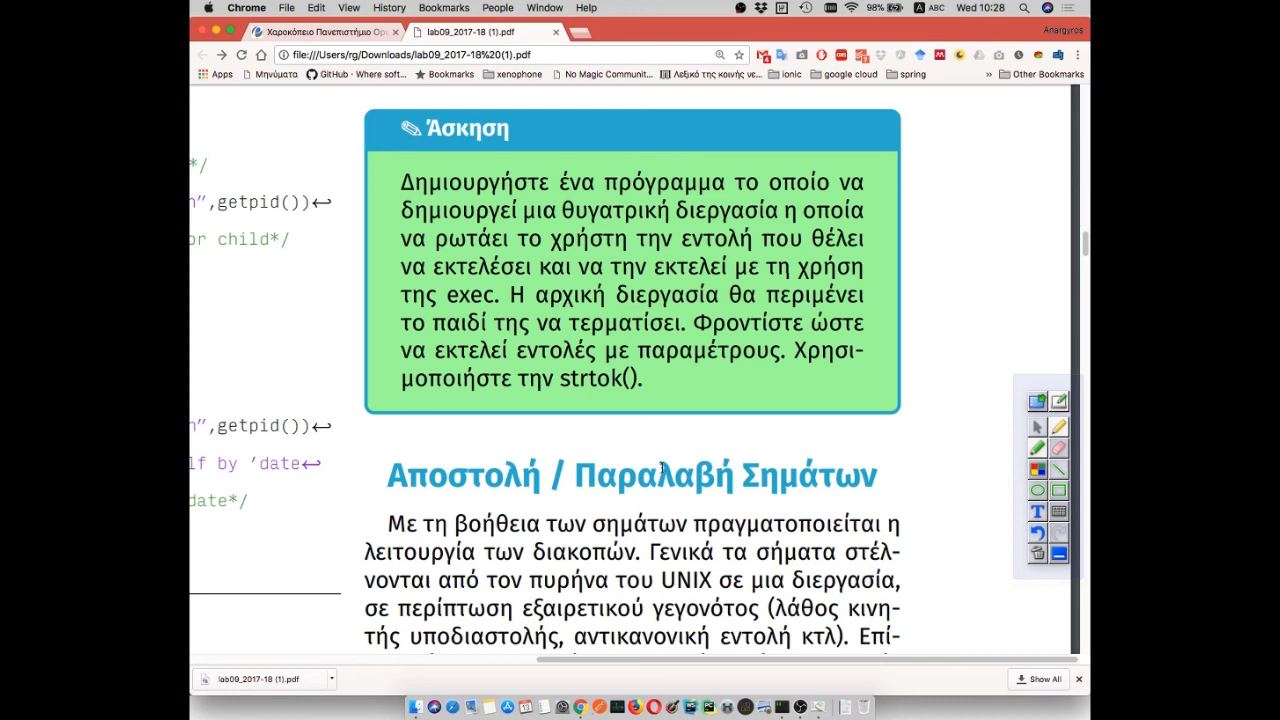 Chrome File Edit View History Bookmarks People Window Help 98% ABC Wed 10:28
Χαροκόπειο Πανεπιστήμιο Ope lab09_2017-18 (1).pdf Anargyros
file:///Users/rg/Downloads/lab09_2017-18%20(1).pdf
Apps Μηνύματα GitHub · Where soft... Bookmarks xenophone No Magic Communit... Λεξικό της κοινής νε... ionic google cloud spring » Other Bookmarks
Άσκηση
*/
Δημιουργήστε ένα πρόγραμμα το οποίο να
n",getpid())↩
δημιουργεί μια θυγατρική διεργασία η οποία
or child*/
να ρωτάει το χρήστη την εντολή που θέλει
να εκτελέσει και να την εκτελεί με τη χρήση
της exec. Η αρχική διεργασία θα περιμένει
το παιδί της να τερματίσει. Φροντίστε ώστε
να εκτελεί εντολές με παραμέτρους. Χρησι-
μοποιήστε την strtok().
n",getpid())↩
lf by 'date↩
date*/
Αποστολή / Παραλαβή Σημάτων
Με τη βοήθεια των σημάτων πραγματοποιείται η
λειτουργία των διακοπών. Γενικά τα σήματα στέλ-
νονται από τον πυρήνα του UNIX σε μια διεργασία,
σε περίπτωση εξαιρετικού γεγονότος (λάθος κινη-
τής υποδιαστολής, αντικανονική εντολή κτλ). Επί-
lab09_2017-18 (1).pdf Show All